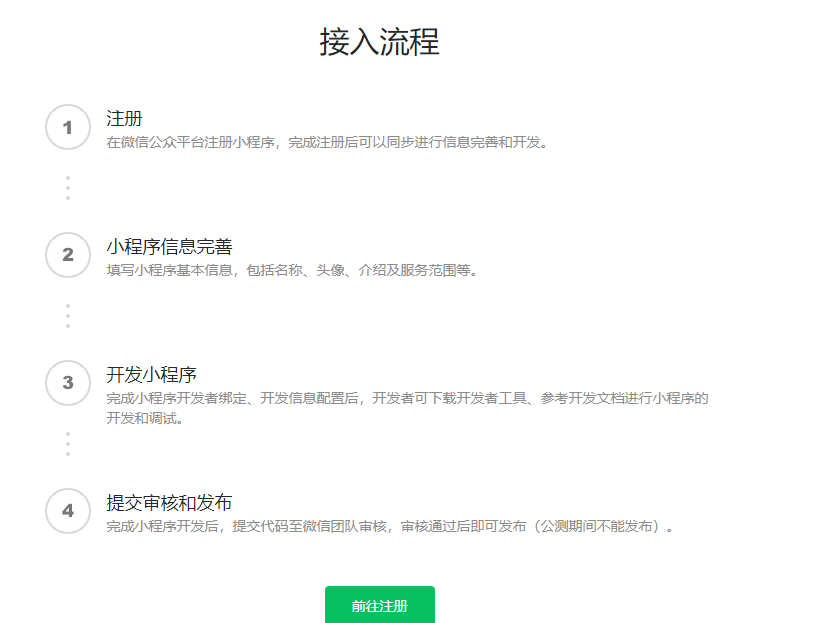 接入流程
1
注册
在微信公众平台注册小程序，完成注册后可以同步进行信息完善和开发。
2
小程序信息完善
填写小程序基本信息，包括名称、头像、介绍及服务范围等。
3
开发小程序
完成小程序开发者绑定、开发信息配置后，开发者可下载开发者工具、参考开发文档进行小程序的
开发和调试。
4
提交审核和发布
完成小程序开发后，提交代码至微信团队审核，审核通过后即可发布（公测期间不能发布）。
前往注册